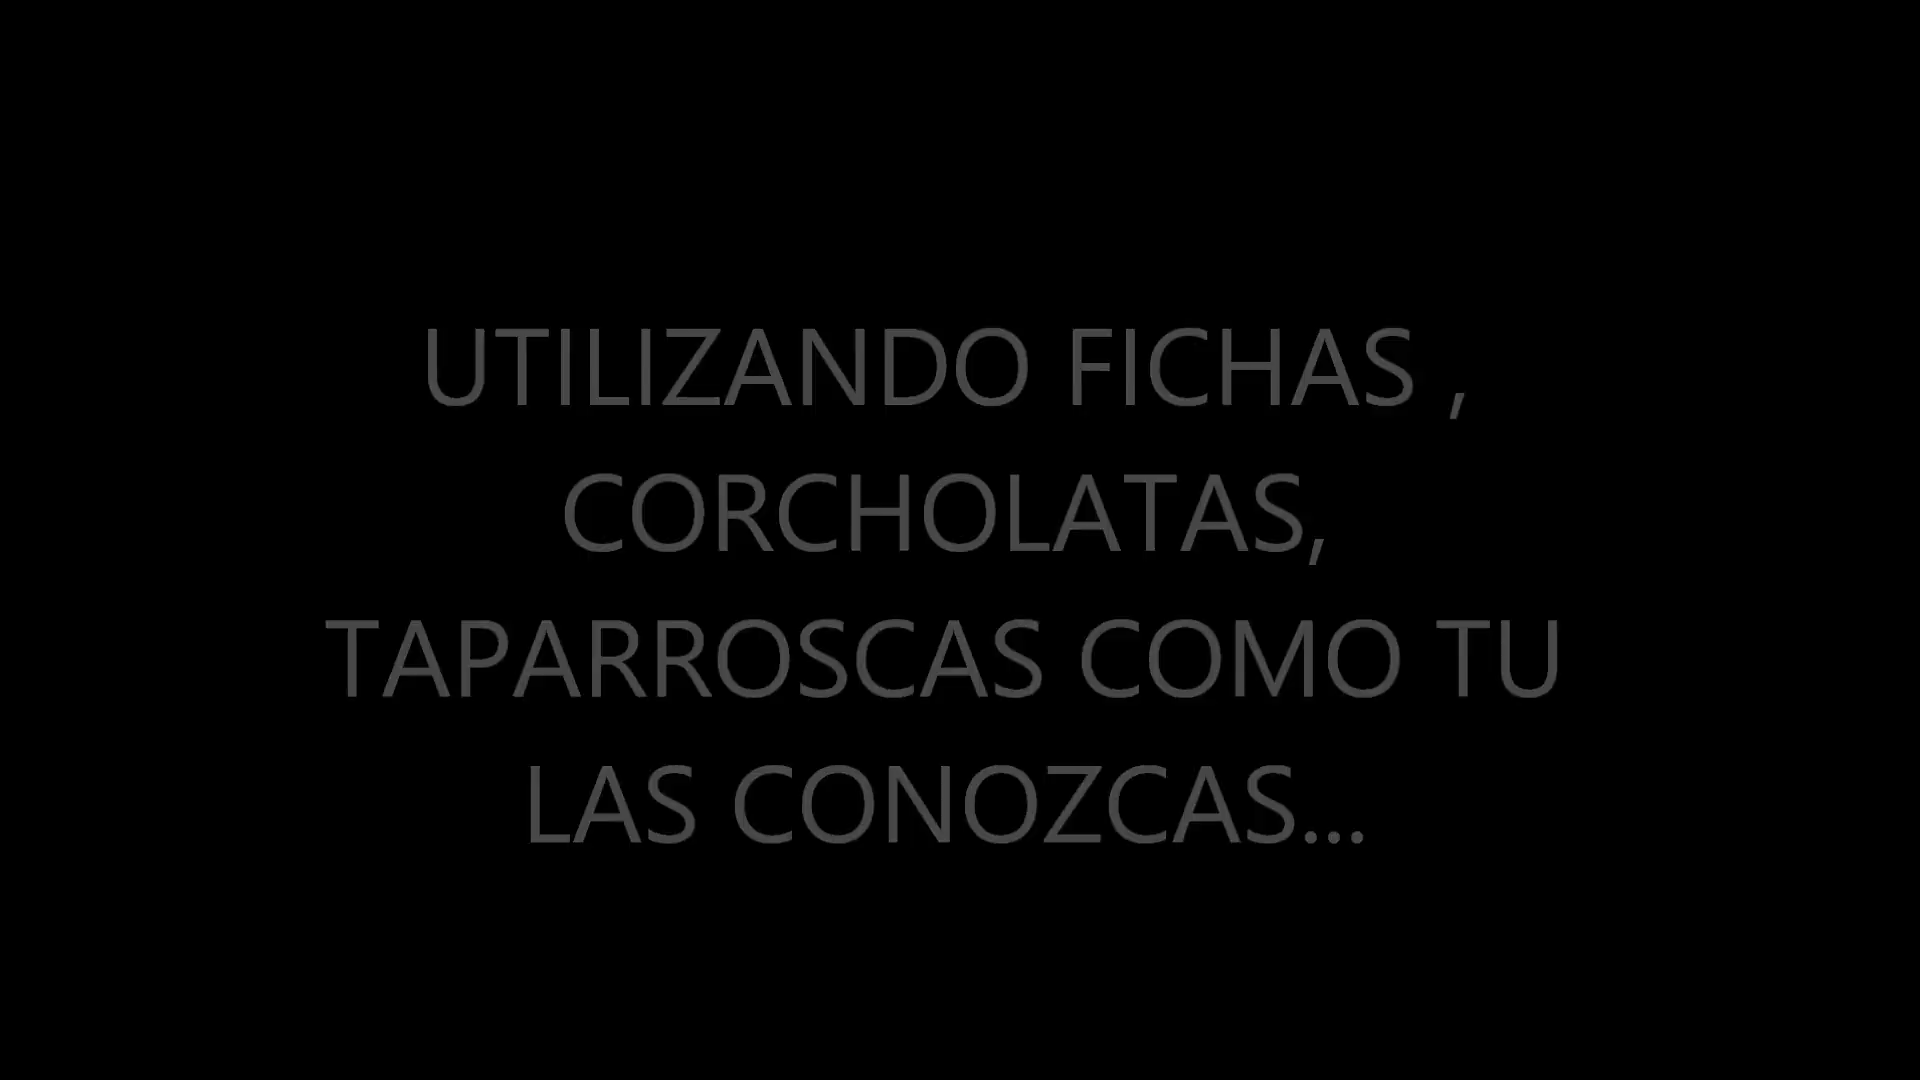 UTILIZANDO FICHAS ,
CORCHOLATAS,
TAPARROSCAS COMO TU
LAS CONOZCAS...